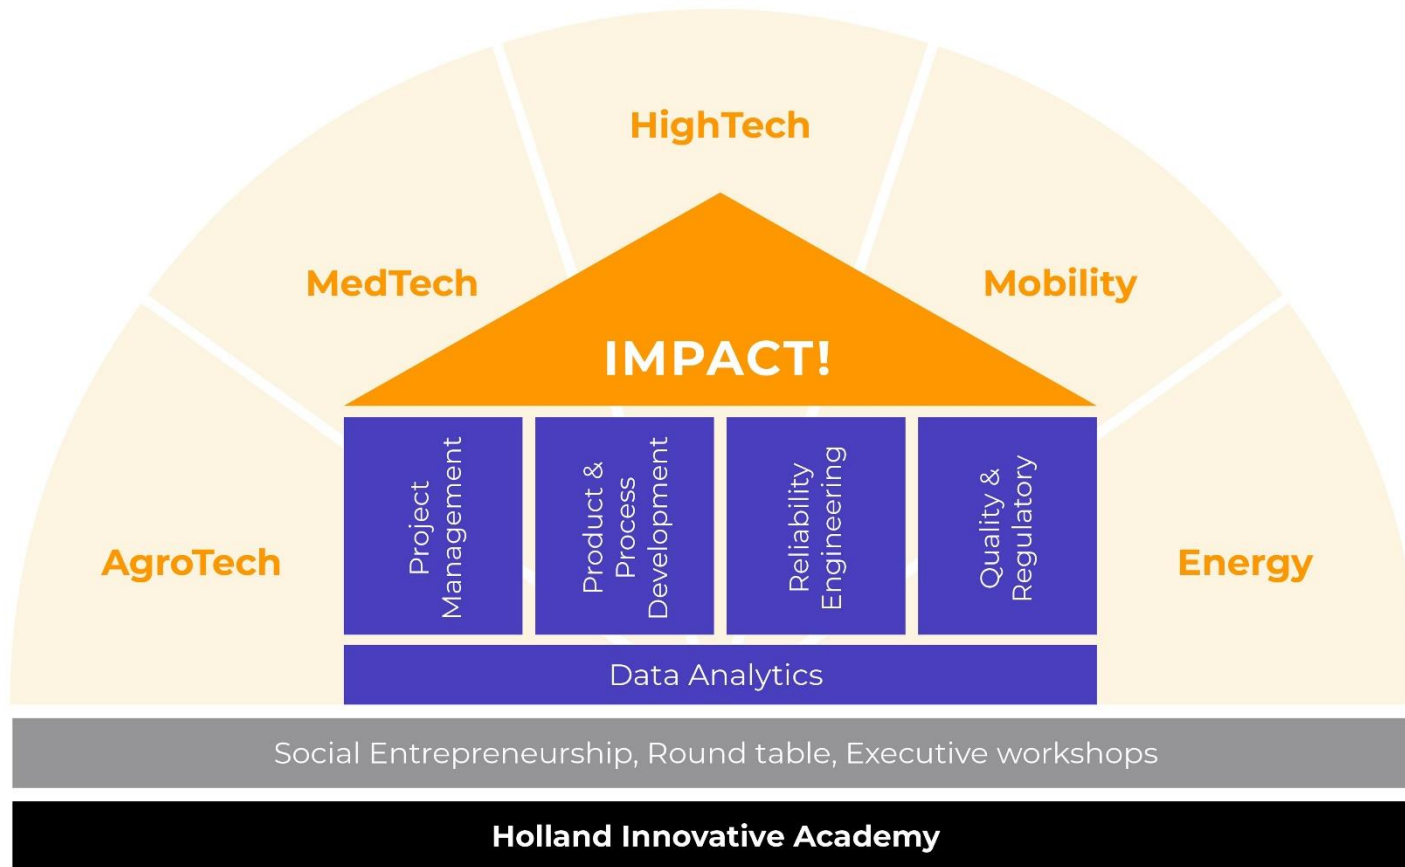 HighTech
MedTech
Mobility
IMPACT!
AgroTech
Energy
Project
Management
Product &
Process
Development
Reliability
Engineering
Quality &
Regulatory
Data Analytics
Social Entrepreneurship, Round table, Executive workshops
Holland Innovative Academy